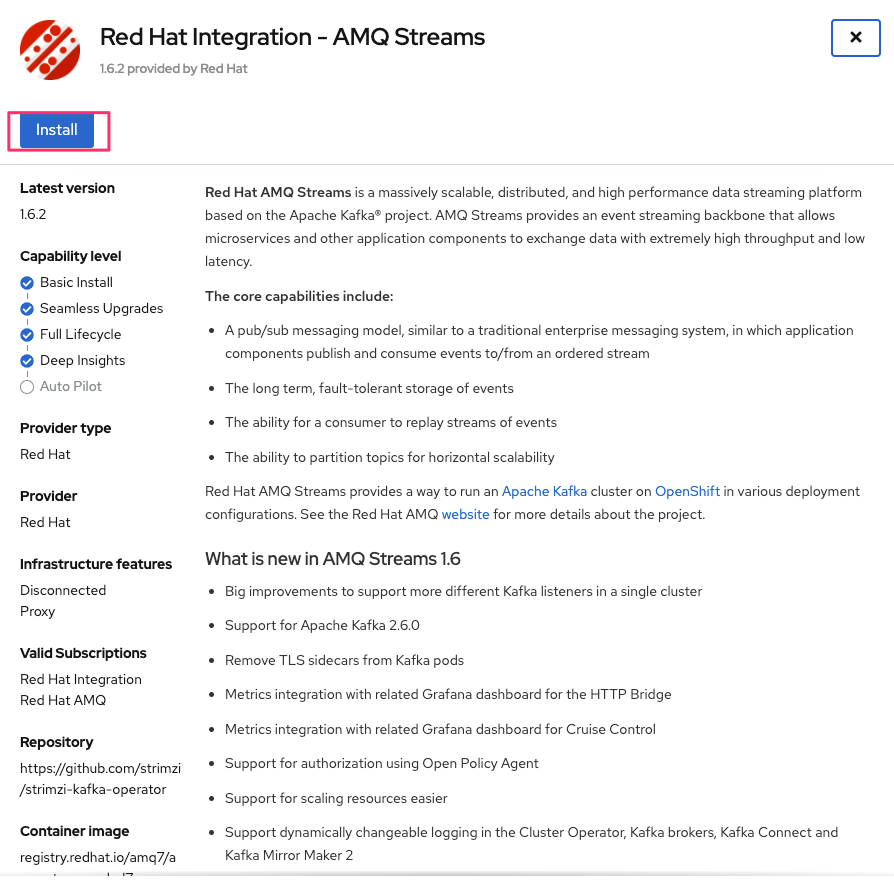 Red Hat Integration - AMQ Streams
1.6.2 provided by Red Hat
Install
Latest version
1.6.2
Capability level
Basic Install
Seamless Upgrades
Full Lifecycle
Deep Insights
Auto Pilot
Provider type
Red Hat
Provider
Red Hat
Infrastructure features
Disconnected
Proxy
Valid Subscriptions
Red Hat Integration
Red Hat AMQ
Repository
https://github.com/strimzi
/strimzi-kafka-operator
Container image
registry.redhat.io/amq7/a
Red Hat AMQ Streams is a massively scalable, distributed, and high performance data streaming platform
based on the Apache Kafka® project. AMQ Streams provides an event streaming backbone that allows
microservices and other application components to exchange data with extremely high throughput and low
latency.
The core capabilities include:
• A pub/sub messaging model, similar to a traditional enterprise messaging system, in which application
components publish and consume events to/from an ordered stream
• The long term, fault-tolerant storage of events
• The ability for a consumer to replay streams of events
• The ability to partition topics for horizontal scalability
Red Hat AMQ Streams provides a way to run an Apache Kafka cluster on OpenShift in various deployment
configurations. See the Red Hat AMQ website for more details about the project.
What is new in AMQ Streams 1.6
• Big improvements to support more different Kafka listeners in a single cluster
• Support for Apache Kafka 2.6.0
• Remove TLS sidecars from Kafka pods
• Metrics integration with related Grafana dashboard for the HTTP Bridge
• Metrics integration with related Grafana dashboard for Cruise Control
• Support for authorization using Open Policy Agent
• Support for scaling resources easier
• Support dynamically changeable logging in the Cluster Operator, Kafka brokers, Kafka Connect and
Kafka Mirror Maker 2